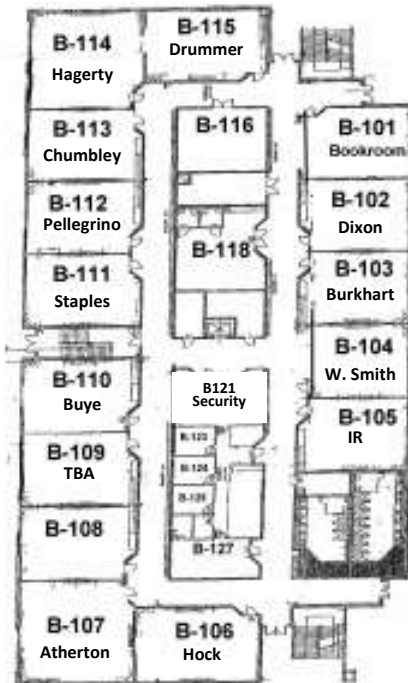 B-115
Drummer
B-114
Hagerty
B-116
B-101
Bookroom
B-113
Chumbley
B-112
Pellegrino
B-102
Dixon
B-118
B-111
Staples
B-103
Burkhart
B-104
W. Smith
B-110
Buye
B121
Security
B-105
IR
B-123
B-109
TBA
B-108
B-127
B-107
Atherton
B-106
Hock